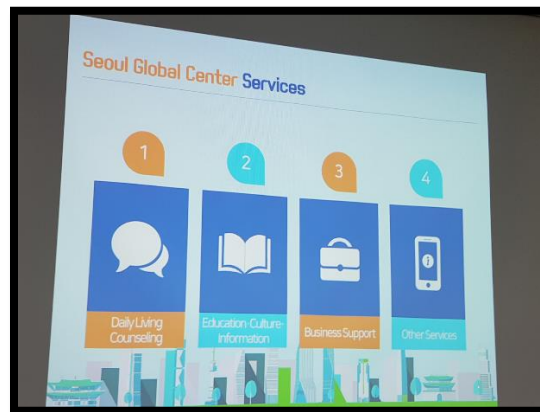 Seoul Global Center Services
1
2
3
4
Daily Living
Counseling
Education·Culture·
Information
Business Support
Other Services